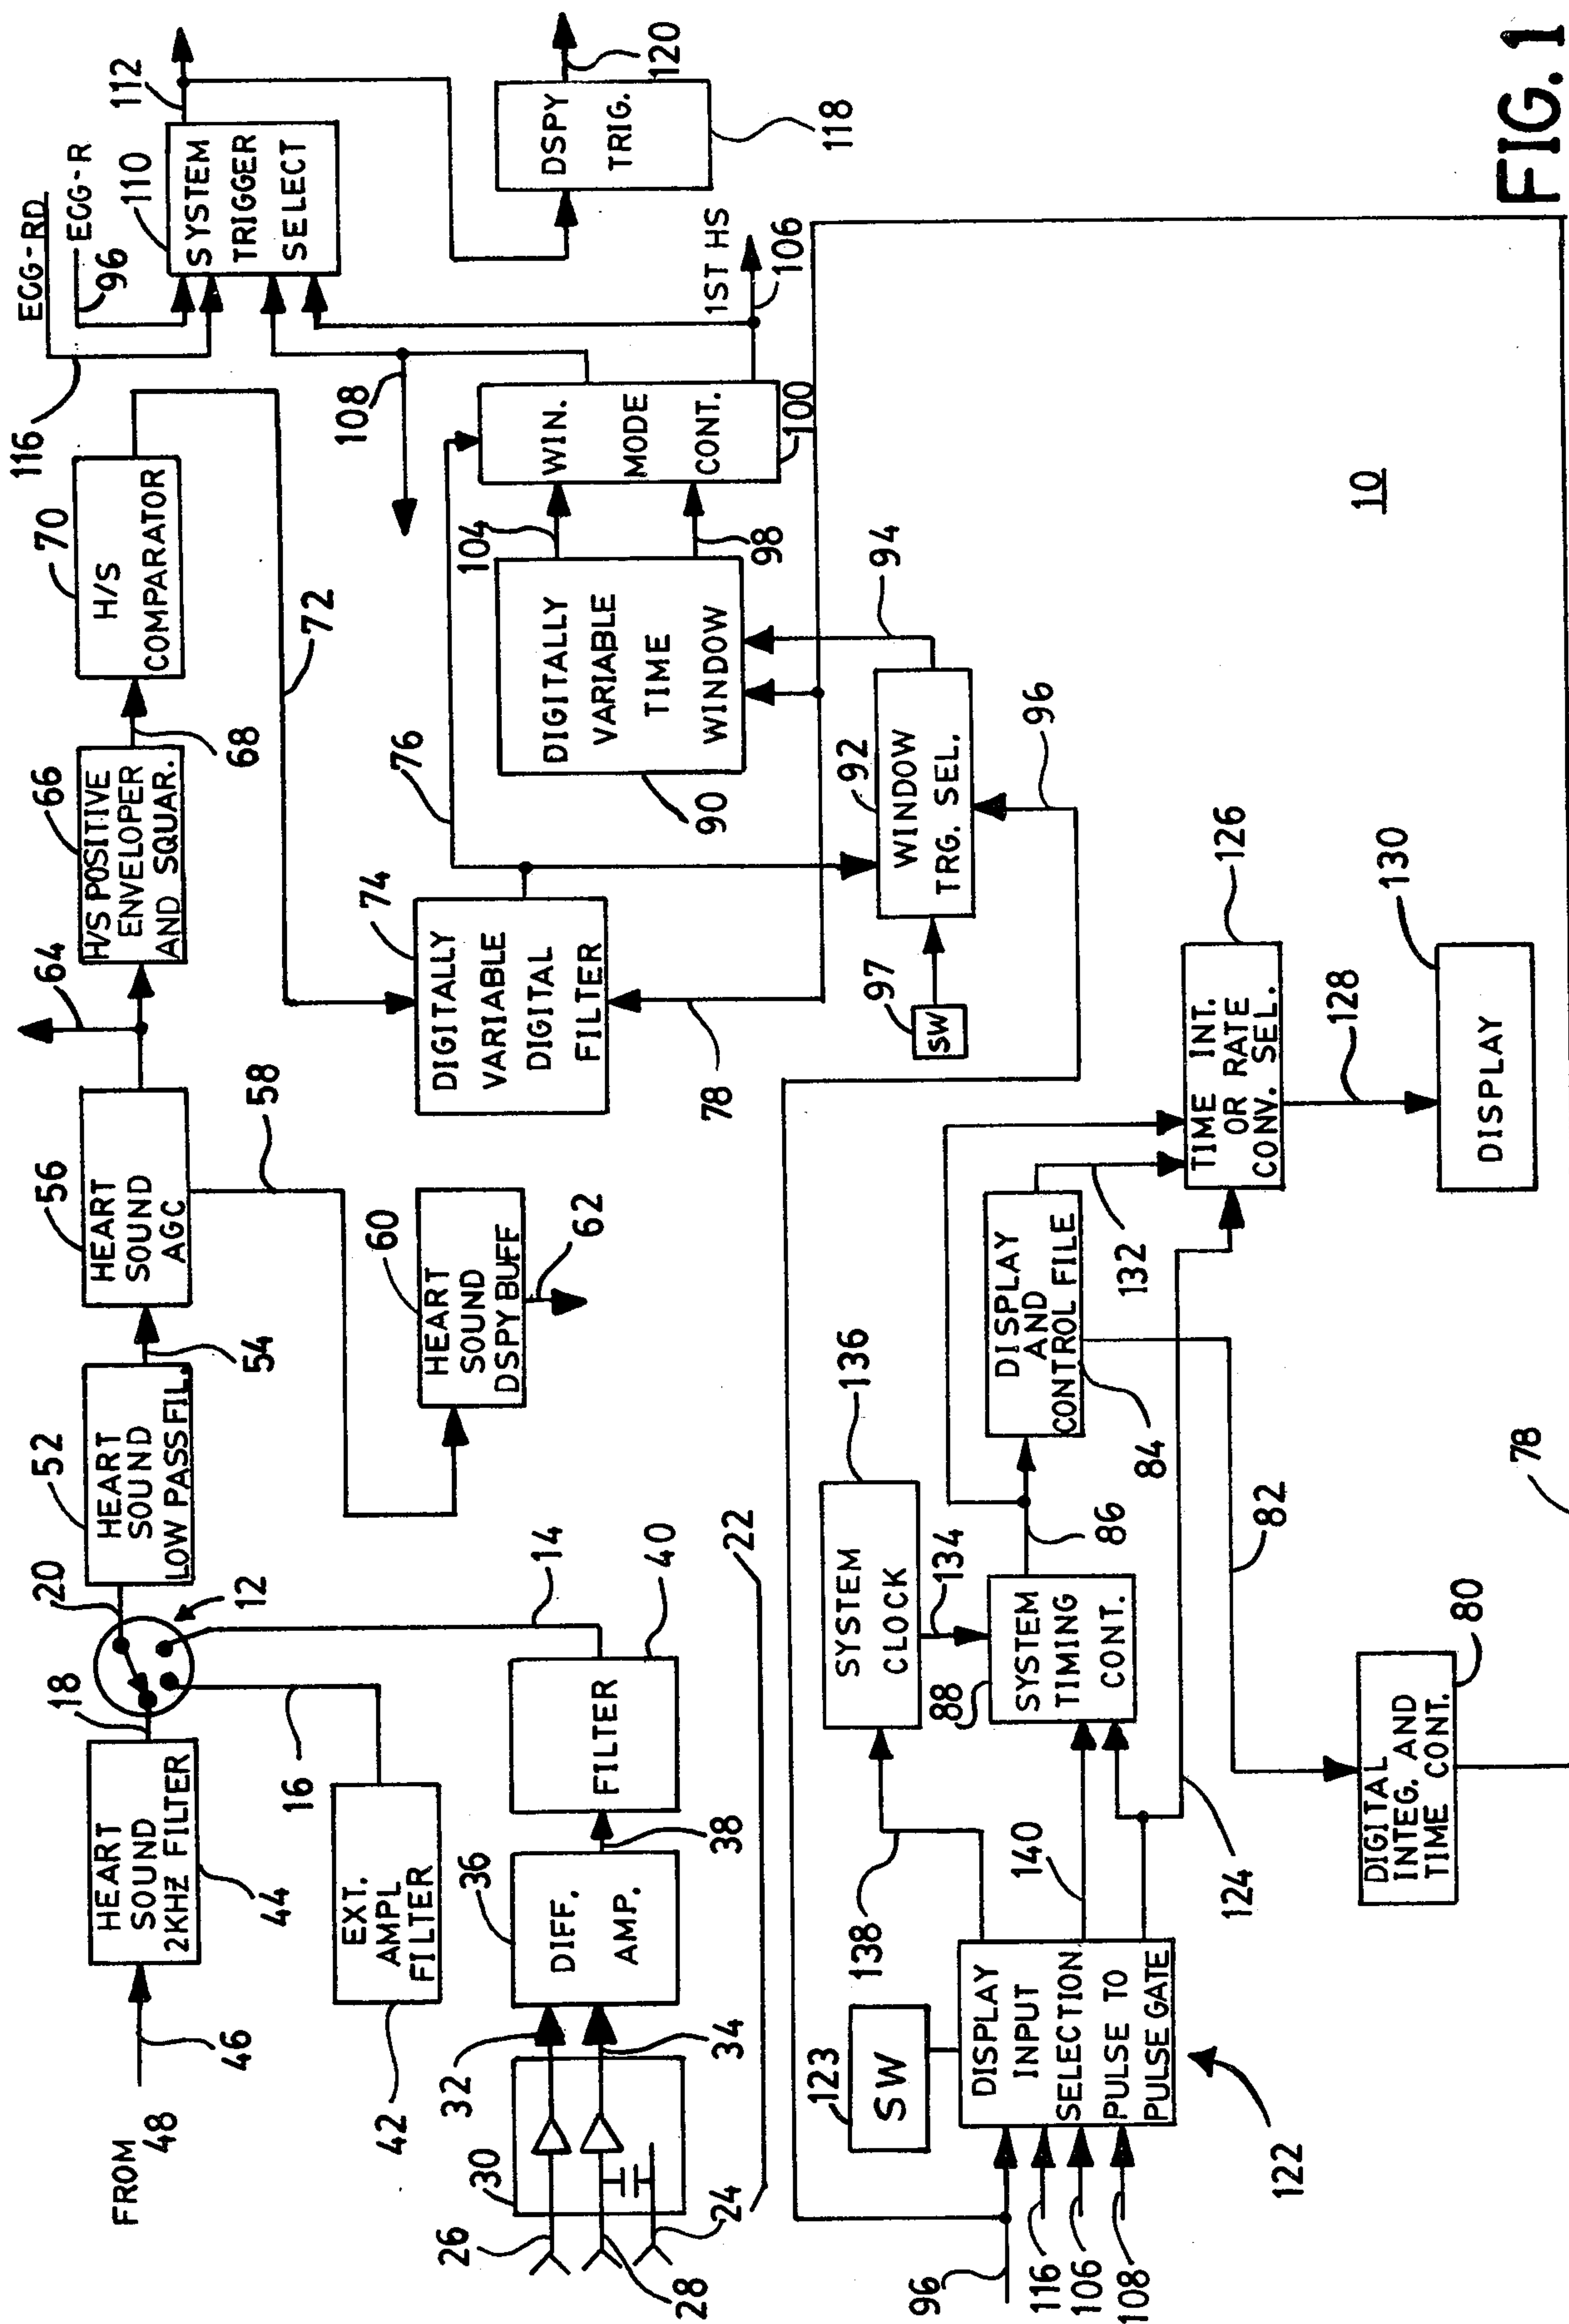 FROM
48
46
HEART
SOUND
2KHZ FILTER
44
18
12
20
16
14
EXT.
AMPL
FILTER
42
HEART
SOUND
LOW PASS FIL.
52
54
HEART
SOUND
AGC
56
58
64
H/S POSITIVE
ENVELOPER
AND SQUAR.
66
68
H/S
COMPARATOR
70
72
116
ECG-RD
ECG-R
96
SYSTEM
TRIGGER
SELECT
110
112
DSPY
TRIG.
118
120
26
28
24
30
32
34
DIFF.
AMP.
36
38
FILTER
40
22
HEART
SOUND
DSPY BUFF
60
62
DIGITALLY
VARIABLE
DIGITAL
FILTER
74
76
78
DIGITALLY
VARIABLE
TIME
WINDOW
90
104
98
WIN.
MODE
CONT.
100
108
1ST HS
106
SW
97
WINDOW
TRG. SEL.
92
94
96
SW
123
DISPLAY
INPUT
SELECTION
PULSE TO
PULSE GATE
122
96
116
106
108
138
140
124
SYSTEM
CLOCK
136
134
SYSTEM
TIMING
CONT.
88
86
DISPLAY
AND
CONTROL FILE
84
132
82
TIME INT.
OR RATE
CONV. SEL.
126
128
DISPLAY
130
DIGITAL
INTEG. AND
TIME CONT.
80
78
10
FIG. 1